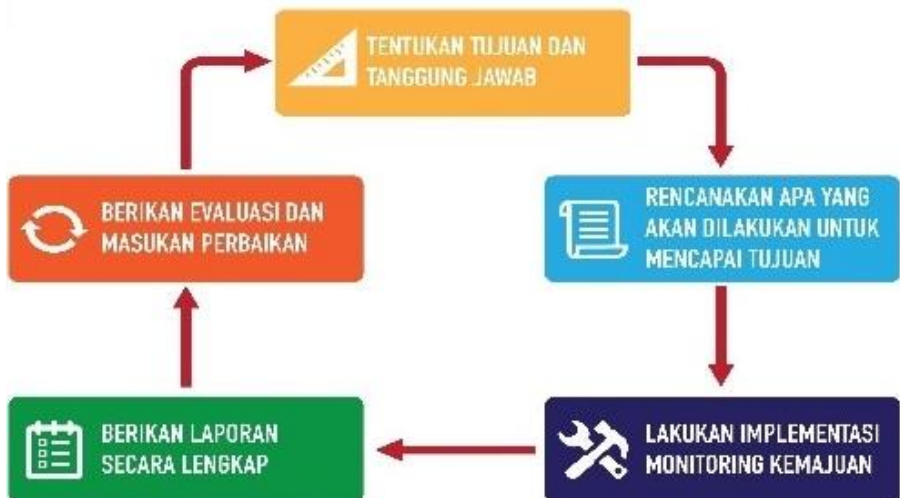 TENTUKAN TUJUAN DAN
TANGGUNG JAWAB
RENCANAKAN APA YANG
AKAN DILAKUKAN UNTUK
MENCAPAI TUJUAN
LAKUKAN IMPLEMENTASI
MONITORING KEMAJUAN
BERIKAN LAPORAN
SECARA LENGKAP
BERIKAN EVALUASI DAN
MASUKAN PERBAIKAN